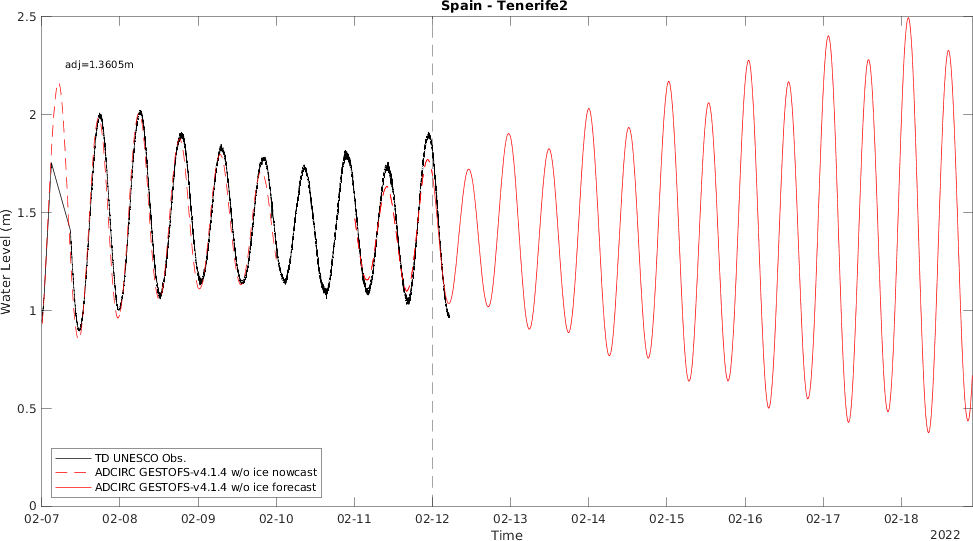 Spain - Tenerife2
adj=1.3605m
2.5
2
1.5
1
0.5
0
Water Level (m)
TD UNESCO Obs.
ADCIRC GESTOFS-v4.1.4 w/o ice nowcast
ADCIRC GESTOFS-v4.1.4 w/o ice forecast
02-07 02-08 02-09 02-10 02-11 02-12 02-13 02-14 02-15 02-16 02-17 02-18
Time
2022